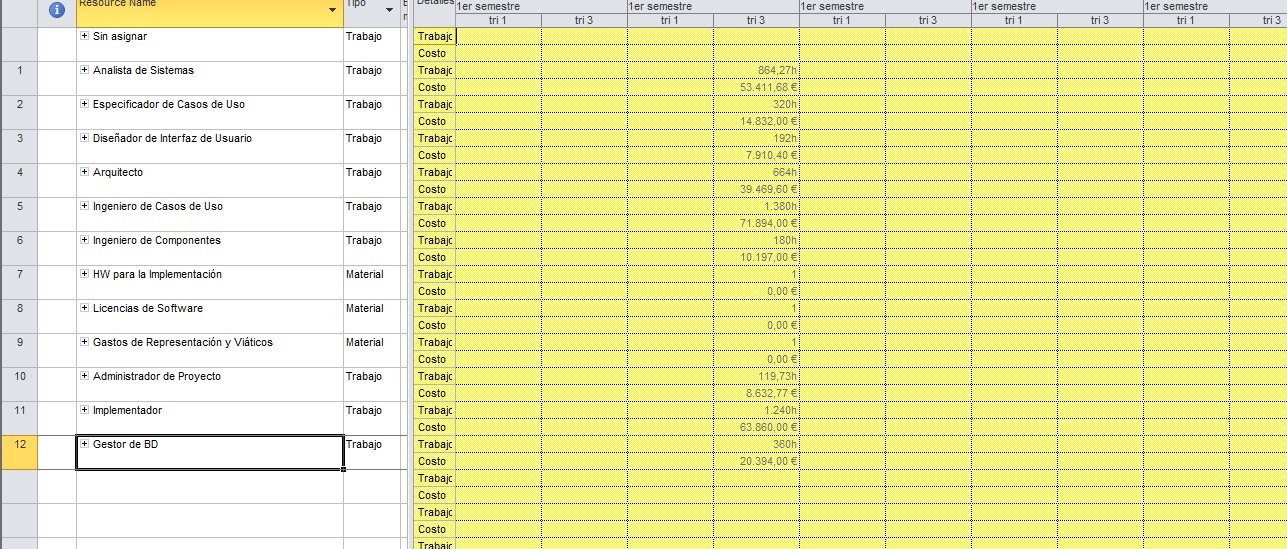 Resource Name Tipo Detalles 1er semestre 1er semestre 1er semestre 1er semestre 1er semestre
tri 1 tri 3 tri 1 tri 3 tri 1 tri 3 tri 1 tri 3 tri 1 tri 3
Sin asignar Trabajo Trabajo
Costo
1 Analista de Sistemas Trabajo Trabajo 864,27h
Costo 53.411,68 €
2 Especificador de Casos de Uso Trabajo Trabajo 320h
Costo 14.832,00 €
3 Diseñador de Interfaz de Usuario Trabajo Trabajo 192h
Costo 7.910,40 €
4 Arquitecto Trabajo Trabajo 664h
Costo 39.469,60 €
5 Ingeniero de Casos de Uso Trabajo Trabajo 1.380h
Costo 71.894,00 €
6 Ingeniero de Componentes Trabajo Trabajo 180h
Costo 10.197,00 €
7 HW para la Implementación Material Trabajo 1
Costo 0,00 €
8 Licencias de Software Material Trabajo 1
Costo 0,00 €
9 Gastos de Representación y Viáticos Material Trabajo 1
Costo 0,00 €
10 Administrador de Proyecto Trabajo Trabajo 119,73h
Costo 8.632,77 €
11 Implementador Trabajo Trabajo 1.240h
Costo 63.860,00 €
12 Gestor de BD Trabajo Trabajo 360h
Costo 20.394,00 €
Trabajo
Costo
Trabajo
Costo
Trabajo